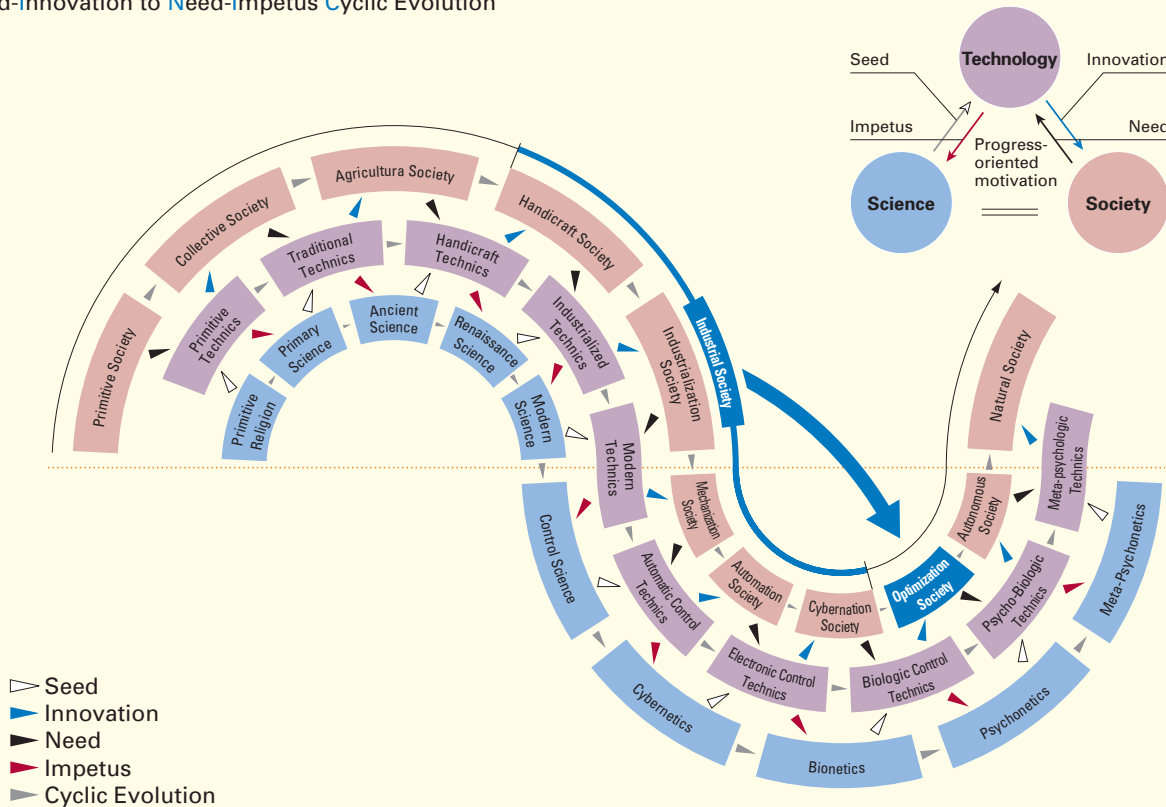 d-Innovation to Need-Impetus Cyclic Evolution
Seed
Technology
Innovation
Impetus
Need
Progress-
oriented
motivation
Science
Society
Primitive Society
Collective Society
Agricultura Society
Handicraft Society
Industrialization
Society
Mechanization
Society
Automation
Society
Cybernation
Society
Optimization
Society
Autonomous
Society
Natural Society
Industrial Society
Primitive
Technics
Traditional
Technics
Handicraft
Technics
Industrialized
Technics
Modern
Technics
Automatic Control
Technics
Electronic Control
Technics
Biologic Control
Technics
Psycho-Biologic
Technics
Meta-psychologic
Technics
Primitive
Religion
Primary
Science
Ancient
Science
Renaissance
Science
Modern
Science
Control Science
Cybernetics
Bionetics
Psychonetics
Meta-Psychonetics
Seed
Innovation
Need
Impetus
Cyclic Evolution